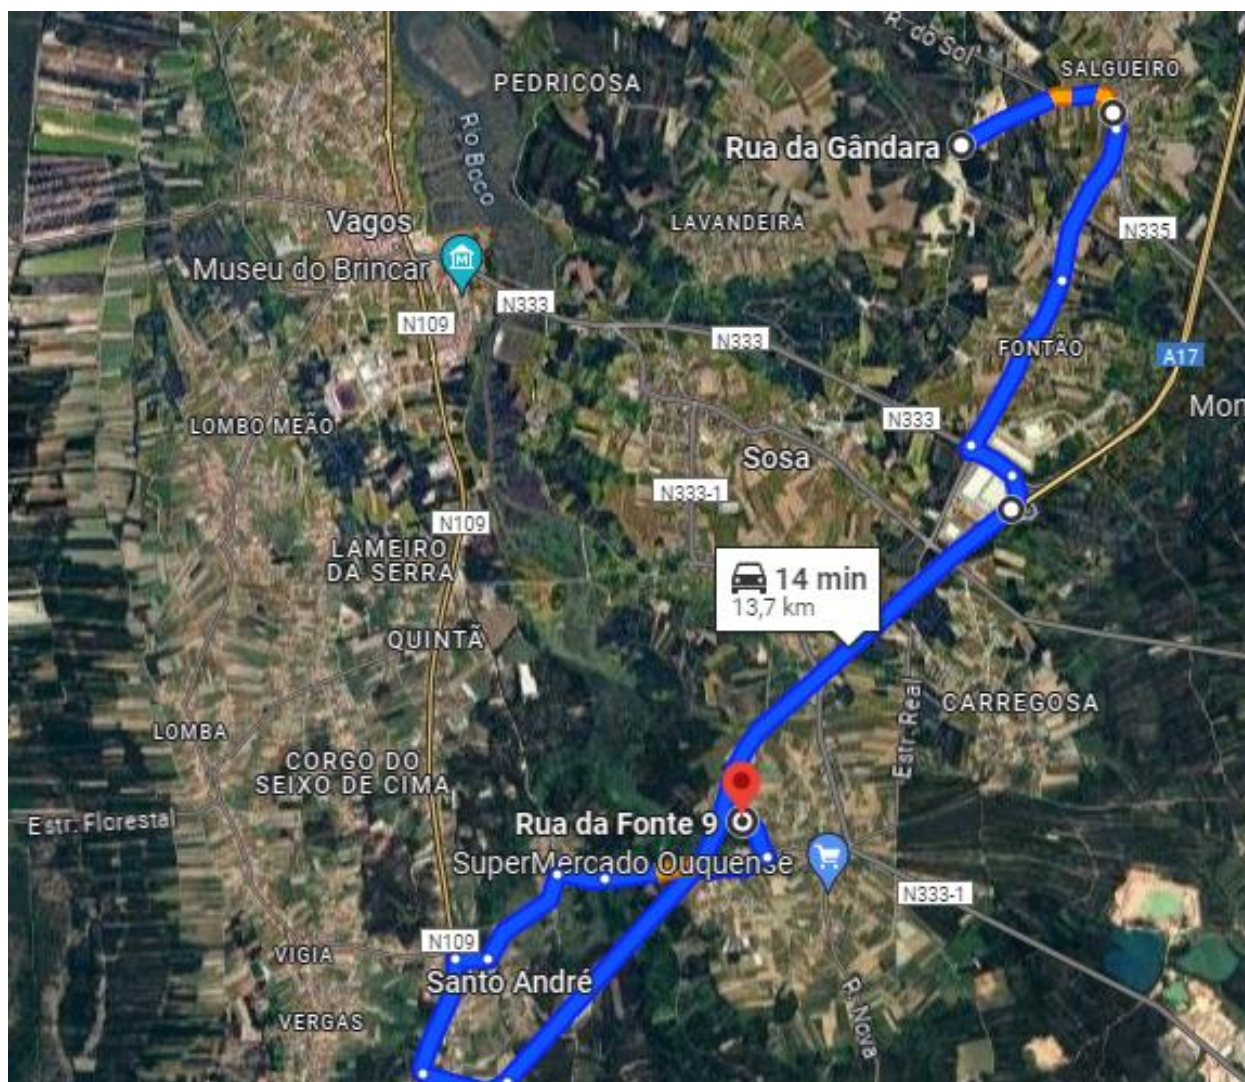 R. do Sol
SALGUEIRO
PEDRICOSA
Rio Boco
Rua da Gândara
Vagos
LAVANDEIRA
N335
Museu do Brincar
N333
N109
N333
FONTÃO
A17
Mon
LOMBO MEÃO
N333
Sosa
N333-1
N109
LAMEIRO
DA SERRA
14 min
13,7 km
QUINTÃ
Estr. Real
CARREGOSA
LOMBA
CORGO DO
SEIXO DE CIMA
Estr. Florestal
Rua da Fonte 9
SuperMercado Ouquense
N333-1
N109
VIGIA
Santo André
R. Nova
VERGAS